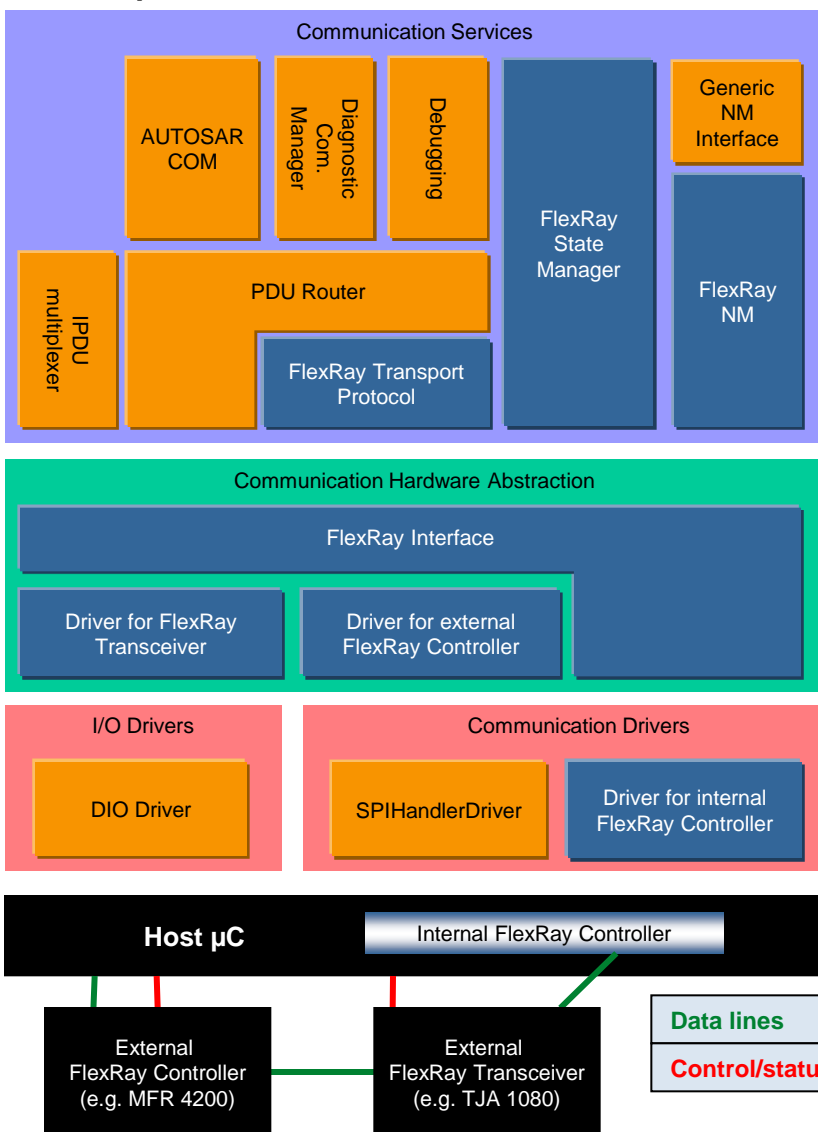 Communication Services
AUTOSAR
COM
Diagnostic
Com.
Manager
Debugging
FlexRay
State
Manager
Generic
NM
Interface
IPDU
multiplexer
PDU Router
FlexRay Transport
Protocol
FlexRay
NM
Communication Hardware Abstraction
FlexRay Interface
Driver for FlexRay
Transceiver
Driver for external
FlexRay Controller
I/O Drivers
Communication Drivers
DIO Driver
SPIHandlerDriver
Driver for internal
FlexRay Controller
Host µC
Internal FlexRay Controller
External
FlexRay Controller
(e.g. MFR 4200)
External
FlexRay Transceiver
(e.g. TJA 1080)
Data lines
Control/statu